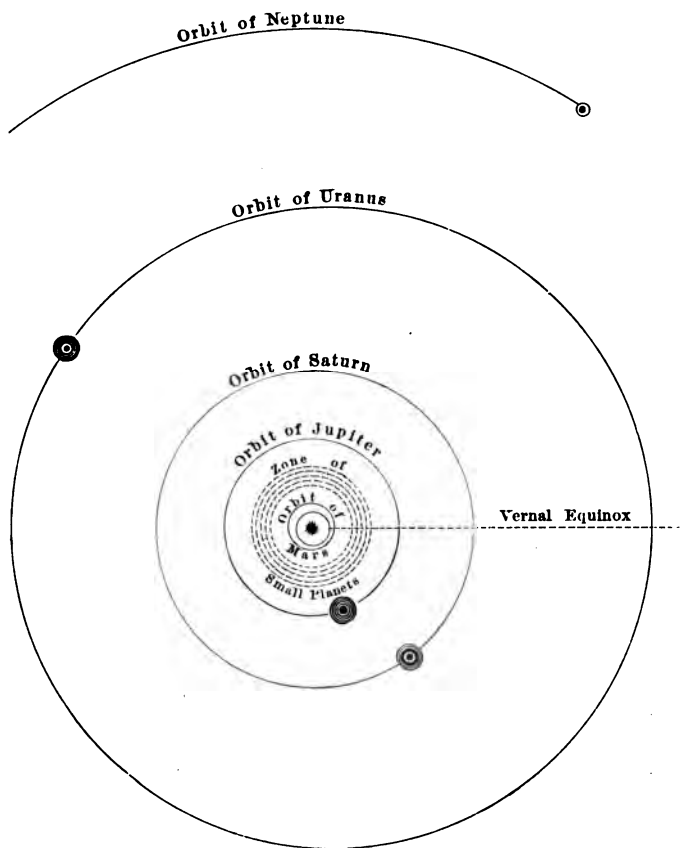 Orbit of Neptune
Orbit of Uranus
Orbit of Saturn
Orbit of Jupiter
Zone of
Orbit of
Mars
Small Planets
Vernal Equinox